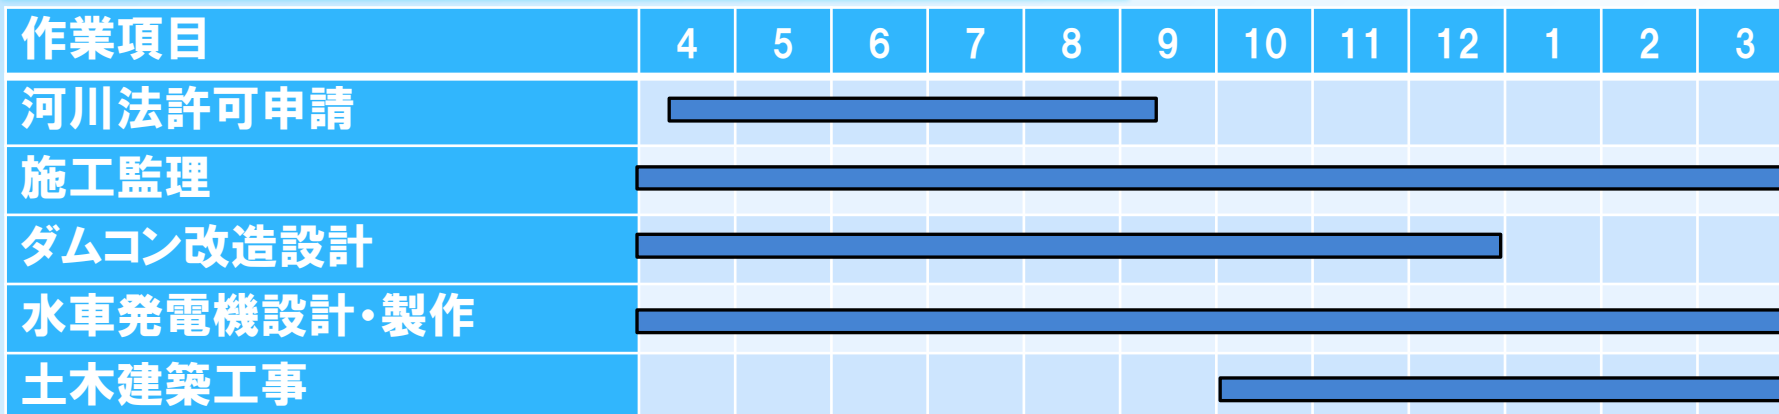 作業項目 4 5 6 7 8 9 10 11 12 1 2 3
河川法許可申請
施工監理
ダムコン改造設計
水車発電機設計・製作
土木建築工事